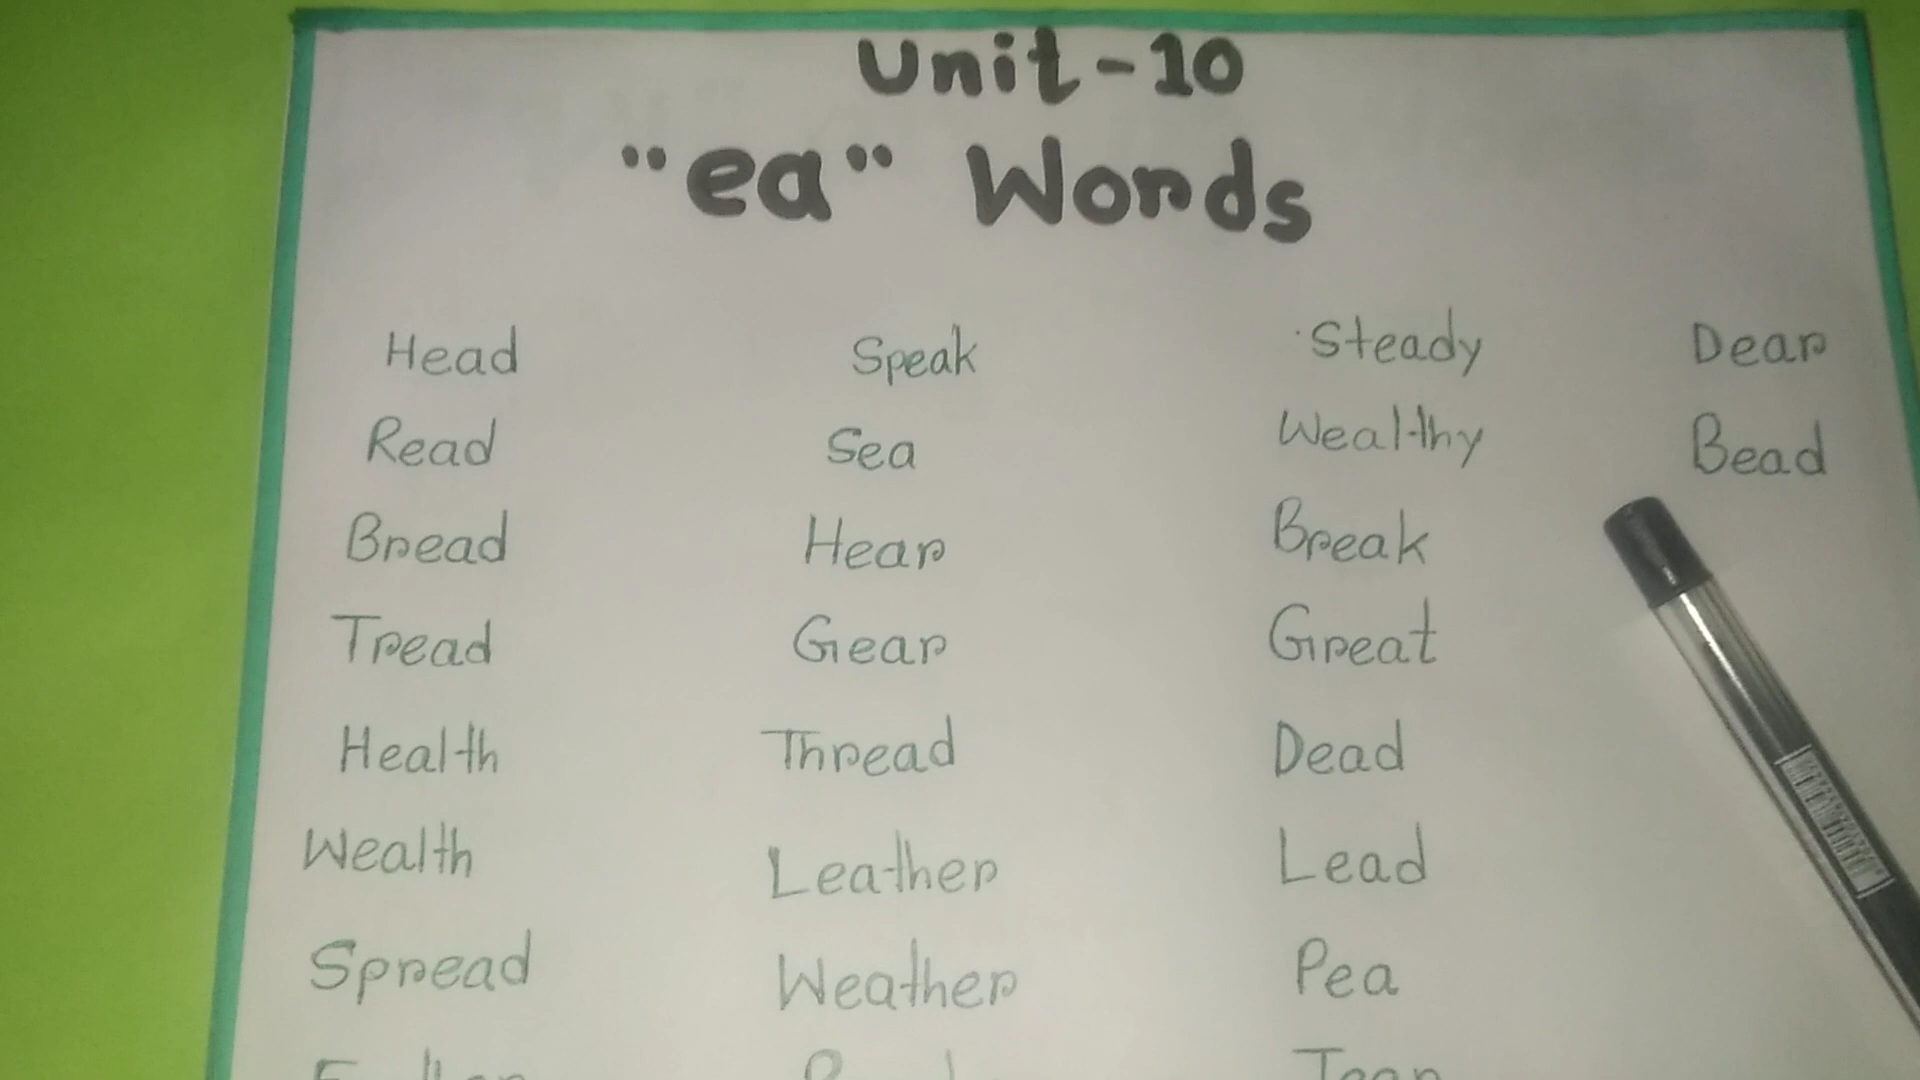 Unit-10
"ea" Words
Head Speak Steady Dear
Read Sea Wealthy Bead
Bread Hear Break
Tread Gear Great
Health Thread Dead
Wealth Leather Lead
Spread Weather Pea